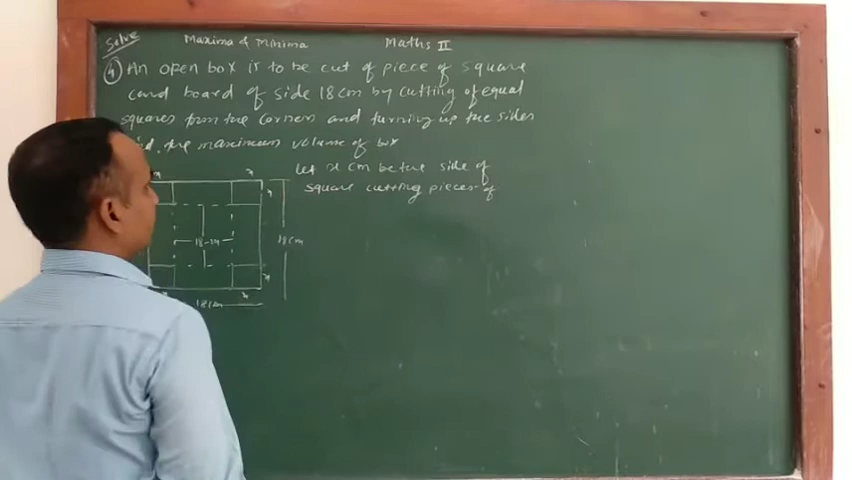 Solve
Maxima & Minima Maths II
4 An open box is to be cut of piece of square
card board of side 18cm by cutting of equal
squares from the corners and turning up the sides
the maximum volume of box
let x cm be the side of
square cutting pieces of
x
x
18-2x
18cm
x
x
18cm